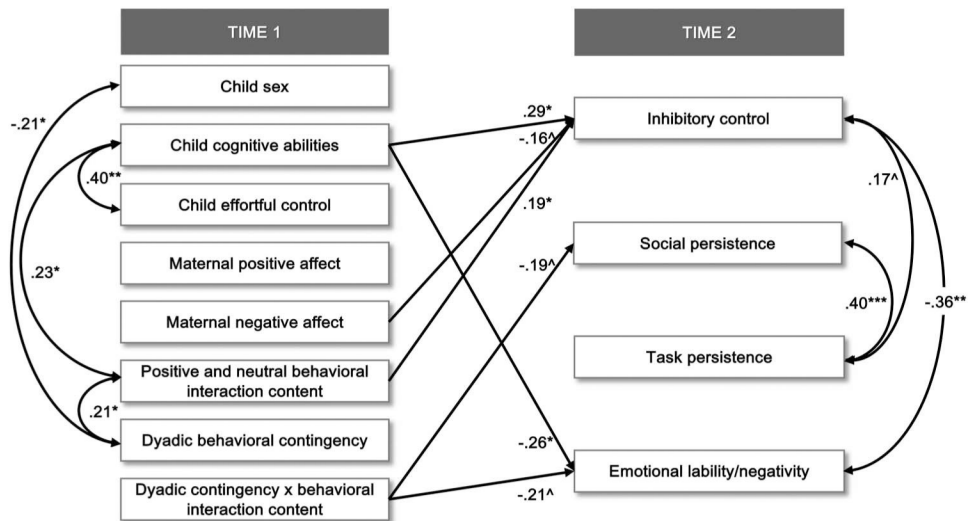 TIME 1
TIME 2
Child sex
Child cognitive abilities
Child effortful control
Maternal positive affect
Maternal negative affect
Positive and neutral behavioral
interaction content
Dyadic behavioral contingency
Dyadic contingency x behavioral
interaction content
-.21*
.40**
.23*
.21*
.29*
-.16^
.19*
-.19^
-.26*
-.21^
Inhibitory control
Social persistence
Task persistence
Emotional lability/negativity
.17^
.40***
-.36**